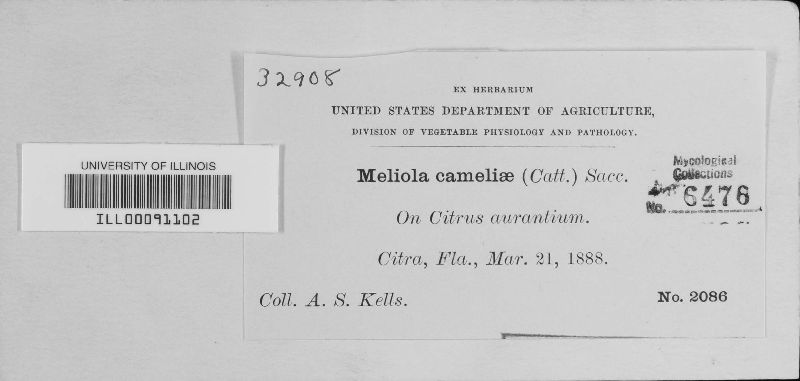 32908
EX HERBARIUM
UNITED STATES DEPARTMENT OF AGRICULTURE,
DIVISION OF VEGETABLE PHYSIOLOGY AND PATHOLOGY.
Meliola cameliæ (Catt.) Sacc.
On Citrus aurantium.
Citra, Fla., Mar. 21, 1888.
Coll. A. S. Kells.
No. 2086
Mycological
Collections
No. 6476
UNIVERSITY OF ILLINOIS
ILL00091102